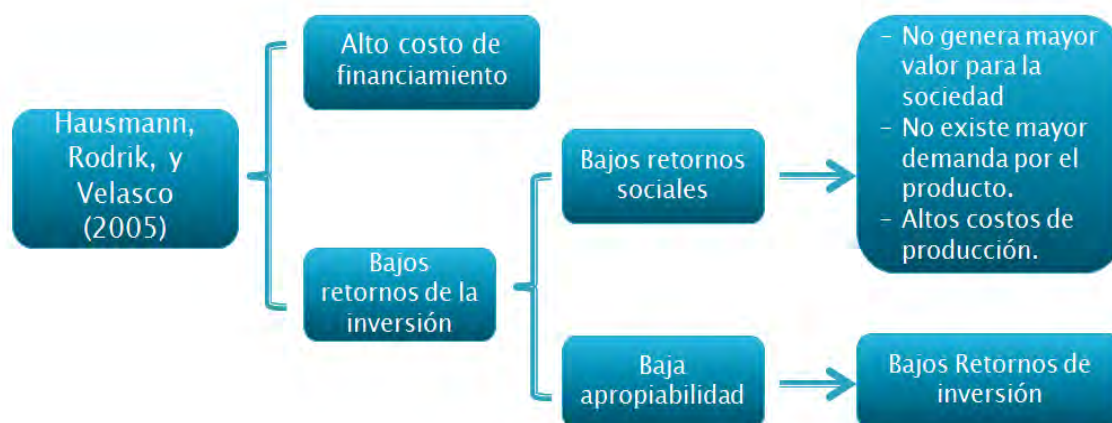 Hausmann,
Rodrik, y
Velasco
(2005)
Alto costo de
financiamiento
Bajos
retornos de la
inversión
Bajos retornos
sociales
Baja
apropiabilidad
- No genera mayor
valor para la
sociedad
- No existe mayor
demanda por el
producto.
- Altos costos de
producción.
Bajos Retornos de
inversión